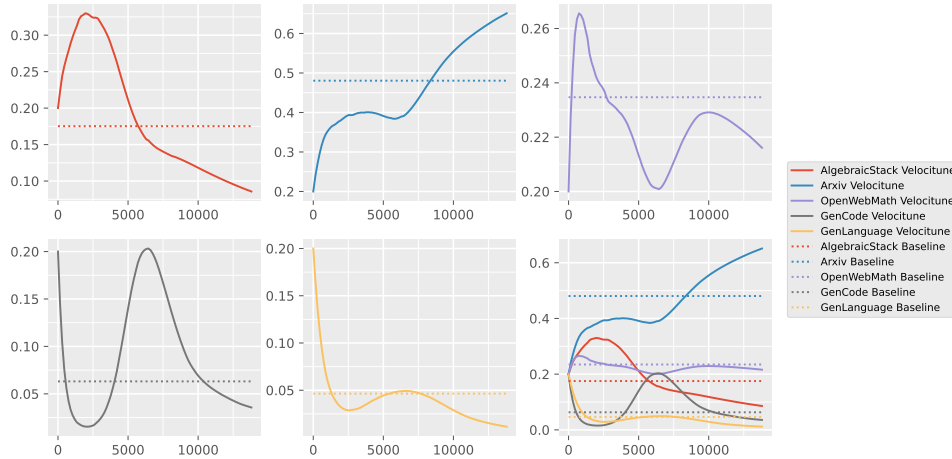 0.30
0.25
0.20
0.15
0.10
0 5000 10000
0.6
0.5
0.4
0.3
0.2
0 5000 10000
0.26
0.24
0.22
0.20
0 5000 10000
0.20
0.15
0.10
0.05
0 5000 10000
0.20
0.15
0.10
0.05
0 5000 10000
0.6
0.4
0.2
0.0
0 5000 10000
AlgebraicStack Velocitune
Arxiv Velocitune
OpenWebMath Velocitune
GenCode Velocitune
GenLanguage Velocitune
AlgebraicStack Baseline
Arxiv Baseline
OpenWebMath Baseline
GenCode Baseline
GenLanguage Baseline